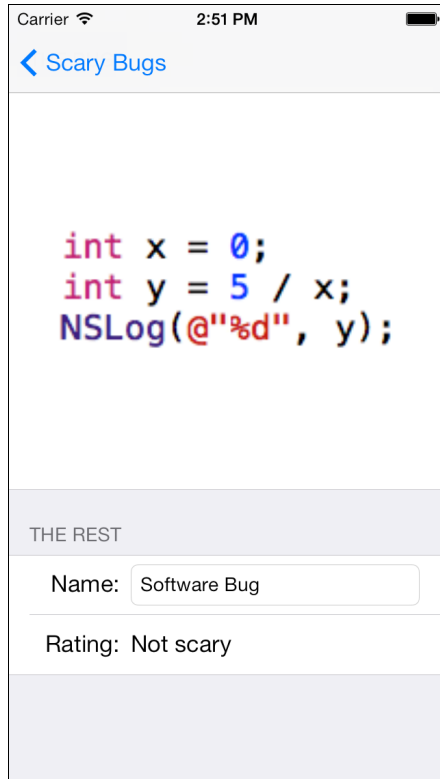 Carrier 2:51 PM
Scary Bugs
int x = 0;
int y = 5 / x;
NSLog(@"%d", y);
THE REST
Name: Software Bug
Rating: Not scary